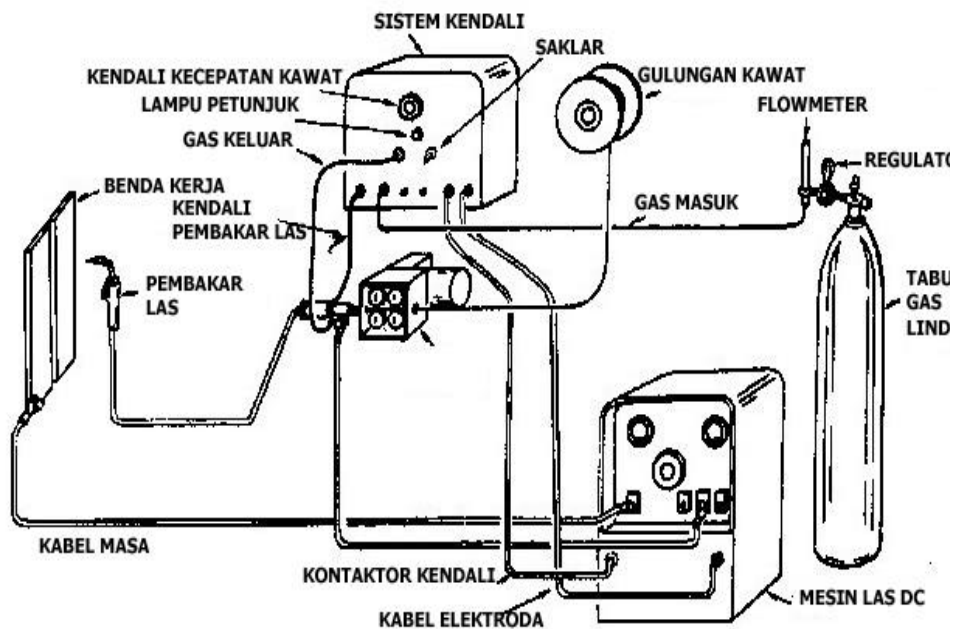 SISTEM KENDALI
SAKLAR
KENDALI KECEPATAN KAWAT
GULUNGAN KAWAT
LAMPU PETUNJUK
FLOWMETER
GAS KELUAR
REGULATO
BENDA KERJA
KENDALI
PEMBAKAR LAS
GAS MASUK
PEMBAKAR
LAS
TABU
GAS
LIND
KABEL MASA
KONTAKTOR KENDALI
KABEL ELEKTRODA
MESIN LAS DC